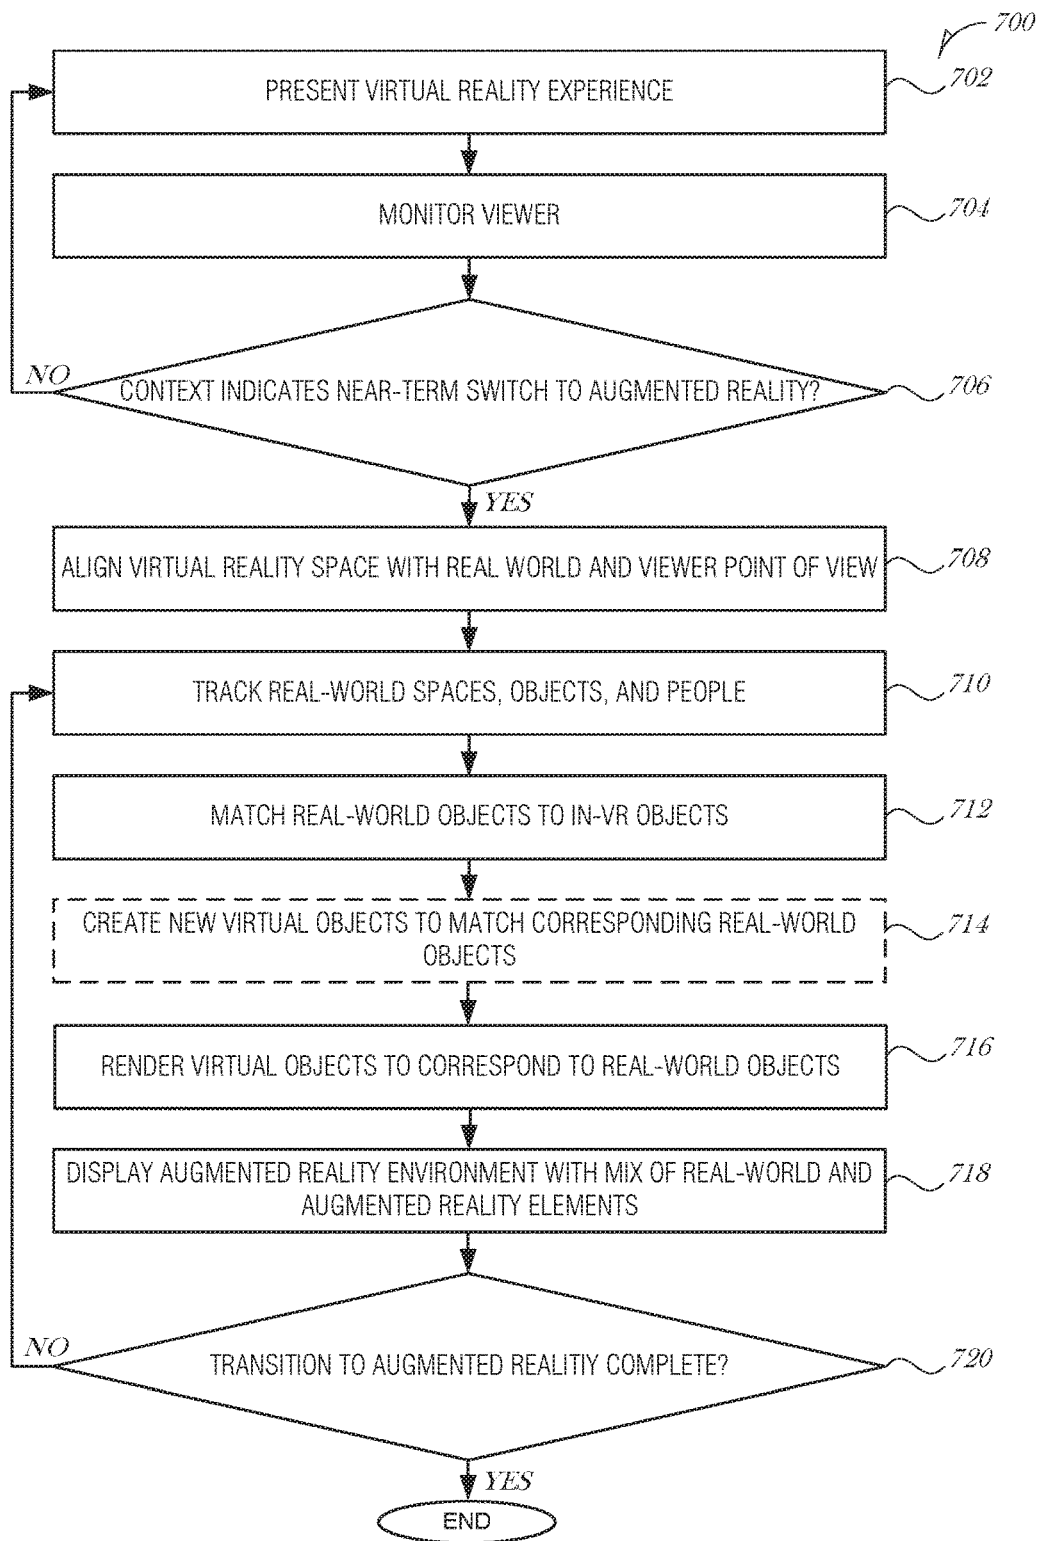 700
PRESENT VIRTUAL REALITY EXPERIENCE
702
MONITOR VIEWER
704
NO
CONTEXT INDICATES NEAR-TERM SWITCH TO AUGMENTED REALITY?
706
YES
ALIGN VIRTUAL REALITY SPACE WITH REAL WORLD AND VIEWER POINT OF VIEW
708
TRACK REAL-WORLD SPACES, OBJECTS, AND PEOPLE
710
MATCH REAL-WORLD OBJECTS TO IN-VR OBJECTS
712
CREATE NEW VIRTUAL OBJECTS TO MATCH CORRESPONDING REAL-WORLD
OBJECTS
714
RENDER VIRTUAL OBJECTS TO CORRESPOND TO REAL-WORLD OBJECTS
716
DISPLAY AUGMENTED REALITY ENVIRONMENT WITH MIX OF REAL-WORLD AND
AUGMENTED REALITY ELEMENTS
718
NO
TRANSITION TO AUGMENTED REALITIY COMPLETE?
720
YES
END